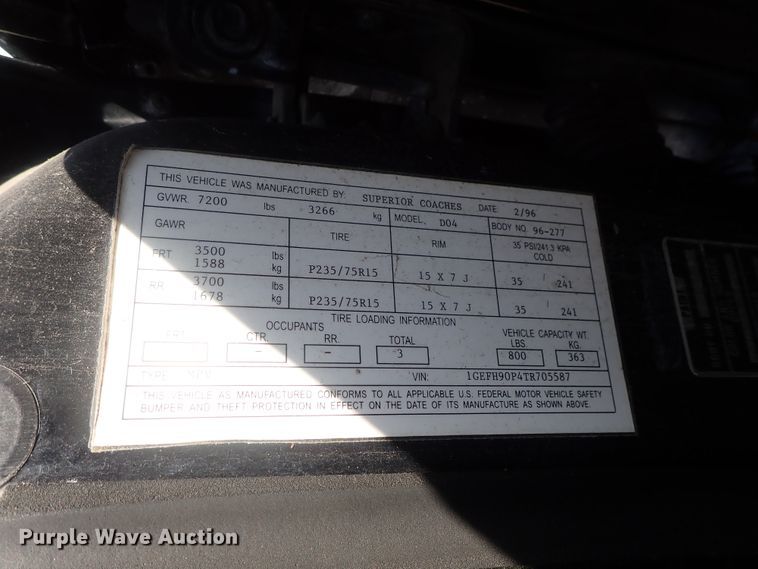 THIS VEHICLE WAS MANUFACTURED BY: SUPERIOR COACHES DATE: 2/96
GVWR: 7200 lbs 3266 kg MODEL, D04 BODY NO. 96-277
GAWR TIRE RIM 35 PSI/241.3 KPA COLD
FRT 3500 lbs
1588 kg P235/75R15 15 X 7 J 35 / 241
RR. 3700 lbs
1678 kg P235/75R15 15 X 7 J 35 / 241
TIRE LOADING INFORMATION
OCCUPANTS VEHICLE CAPACITY WT.
FRT. CTR. RR. TOTAL LBS. KG.
- - 3 800 363
TYPE VIN: 1GEFH90P4TR705587
THIS VEHICLE AS MANUFACTURED CONFORMS TO ALL APPLICABLE U.S. FEDERAL MOTOR VEHICLE SAFETY
BUMPER AND THEFT PROTECTION IN EFFECT ON THE DATE OF ITS MANUFACTURE AS SHOWN ABOVE.
Purple Wave Auction